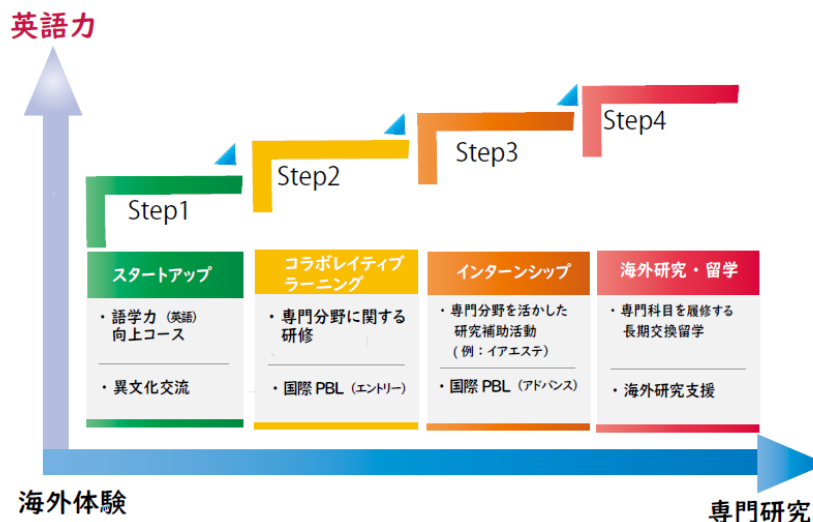 英語力
Step1
Step2
Step3
Step4
スタートアップ
・語学力（英語）
向上コース
・異文化交流
コラボレイティブ
ラーニング
・専門分野に関する
研修
・国際 PBL（エントリー）
インターンシップ
・専門分野を活かした
研究補助活動
(例：イアエステ)
・国際 PBL（アドバンス）
海外研究・留学
・専門科目を履修する
長期交換留学
・海外研究支援
海外体験
専門研究